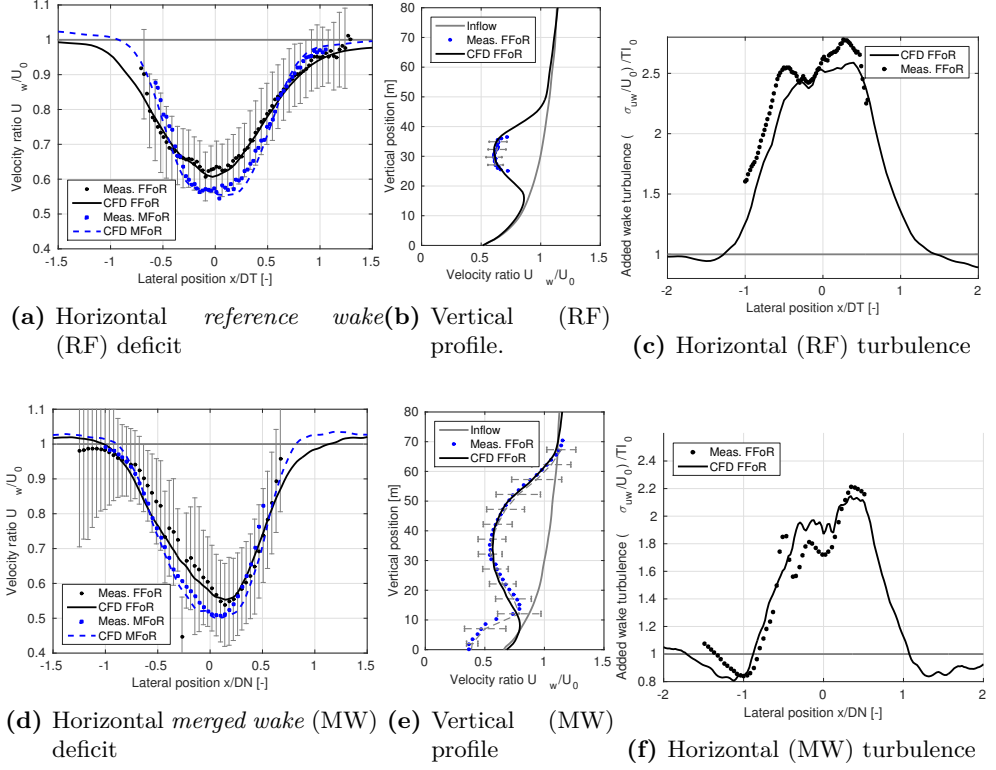 1.1
1
0.9
0.8
0.7
0.6
0.5
0.4
Velocity ratio U w/U0
Meas. FFoR
CFD FFoR
Meas. MFoR
CFD MFoR
-1.5 -1 -0.5 0 0.5 1 1.5
Lateral position x/DT [-]
80
70
60
50
40
30
20
10
0
Vertical position [m]
Inflow
Meas. FFoR
CFD FFoR
0 0.5 1 1.5
Velocity ratio U w/U0
2.5
2
1.5
1
Added wake turbulence ( σuw/U0)/TI0
CFD FFoR
Meas. FFoR
-2 -1 0 1 2
Lateral position x/DT [-]
(a) Horizontal reference wake
(RF) deficit
(b) Vertical (RF)
profile.
(c) Horizontal (RF) turbulence
1.1
1
0.9
0.8
0.7
0.6
0.5
0.4
Velocity ratio U w/U0
Meas. FFoR
CFD FFoR
Meas. MFoR
CFD MFoR
-1.5 -1 -0.5 0 0.5 1 1.5
Lateral position x/DN [-]
80
70
60
50
40
30
20
10
0
Vertical position [m]
Inflow
Meas. FFoR
CFD FFoR
0 0.5 1 1.5
Velocity ratio U w/U0
2.4
2.2
2
1.8
1.6
1.4
1.2
1
0.8
Added wake turbulence ( σuw/U0)/TI0
Meas. FFoR
CFD FFoR
-2 -1 0 1 2
Lateral position x/DN [-]
(d) Horizontal merged wake (MW)
deficit
(e) Vertical (MW)
profile
(f) Horizontal (MW) turbulence